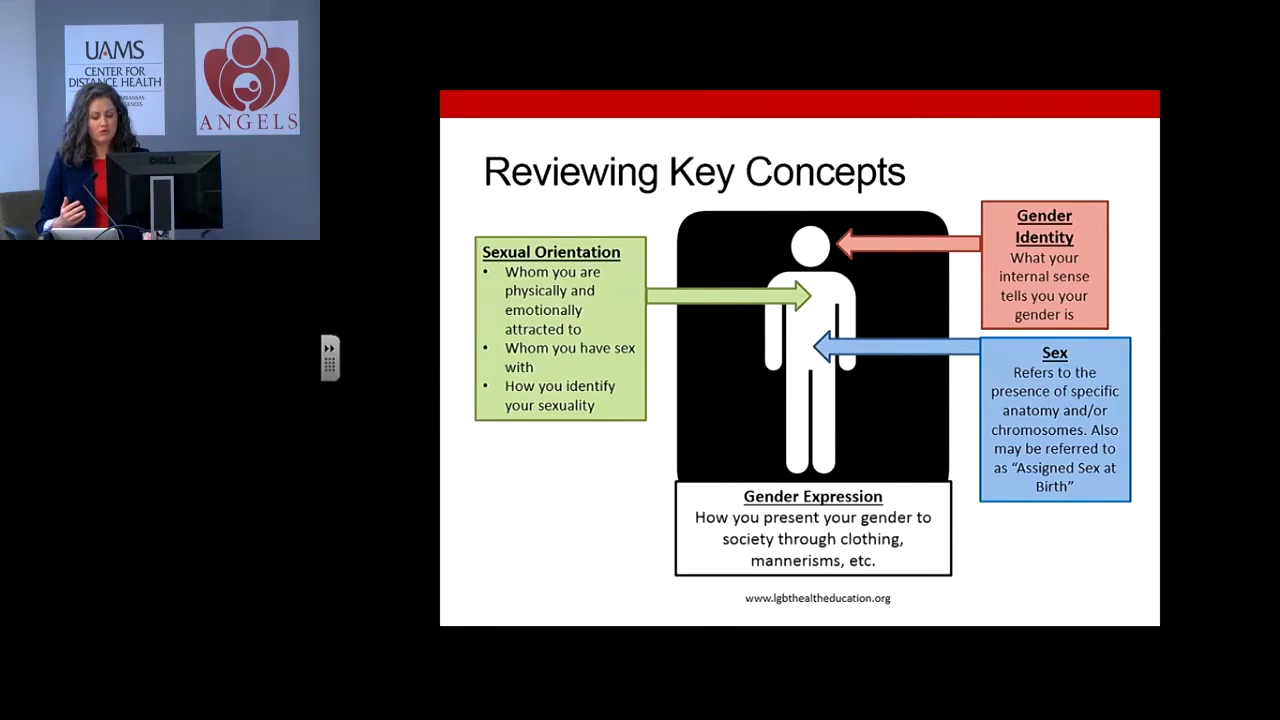 UAMS
CENTER FOR
DISTANCE HEALTH
ARKANSAS
ANGELS
DELL
Reviewing Key Concepts
Sexual Orientation
• Whom you are
physically and
emotionally
attracted to
• Whom you have sex
with
• How you identify
your sexuality
Gender
Identity
What your
internal sense
tells you your
gender is
Sex
Refers to the
presence of specific
anatomy and/or
chromosomes. Also
may be referred to
as “Assigned Sex at
Birth”
Gender Expression
How you present your gender to
society through clothing,
mannerisms, etc.
www.lgbthealtheducation.org